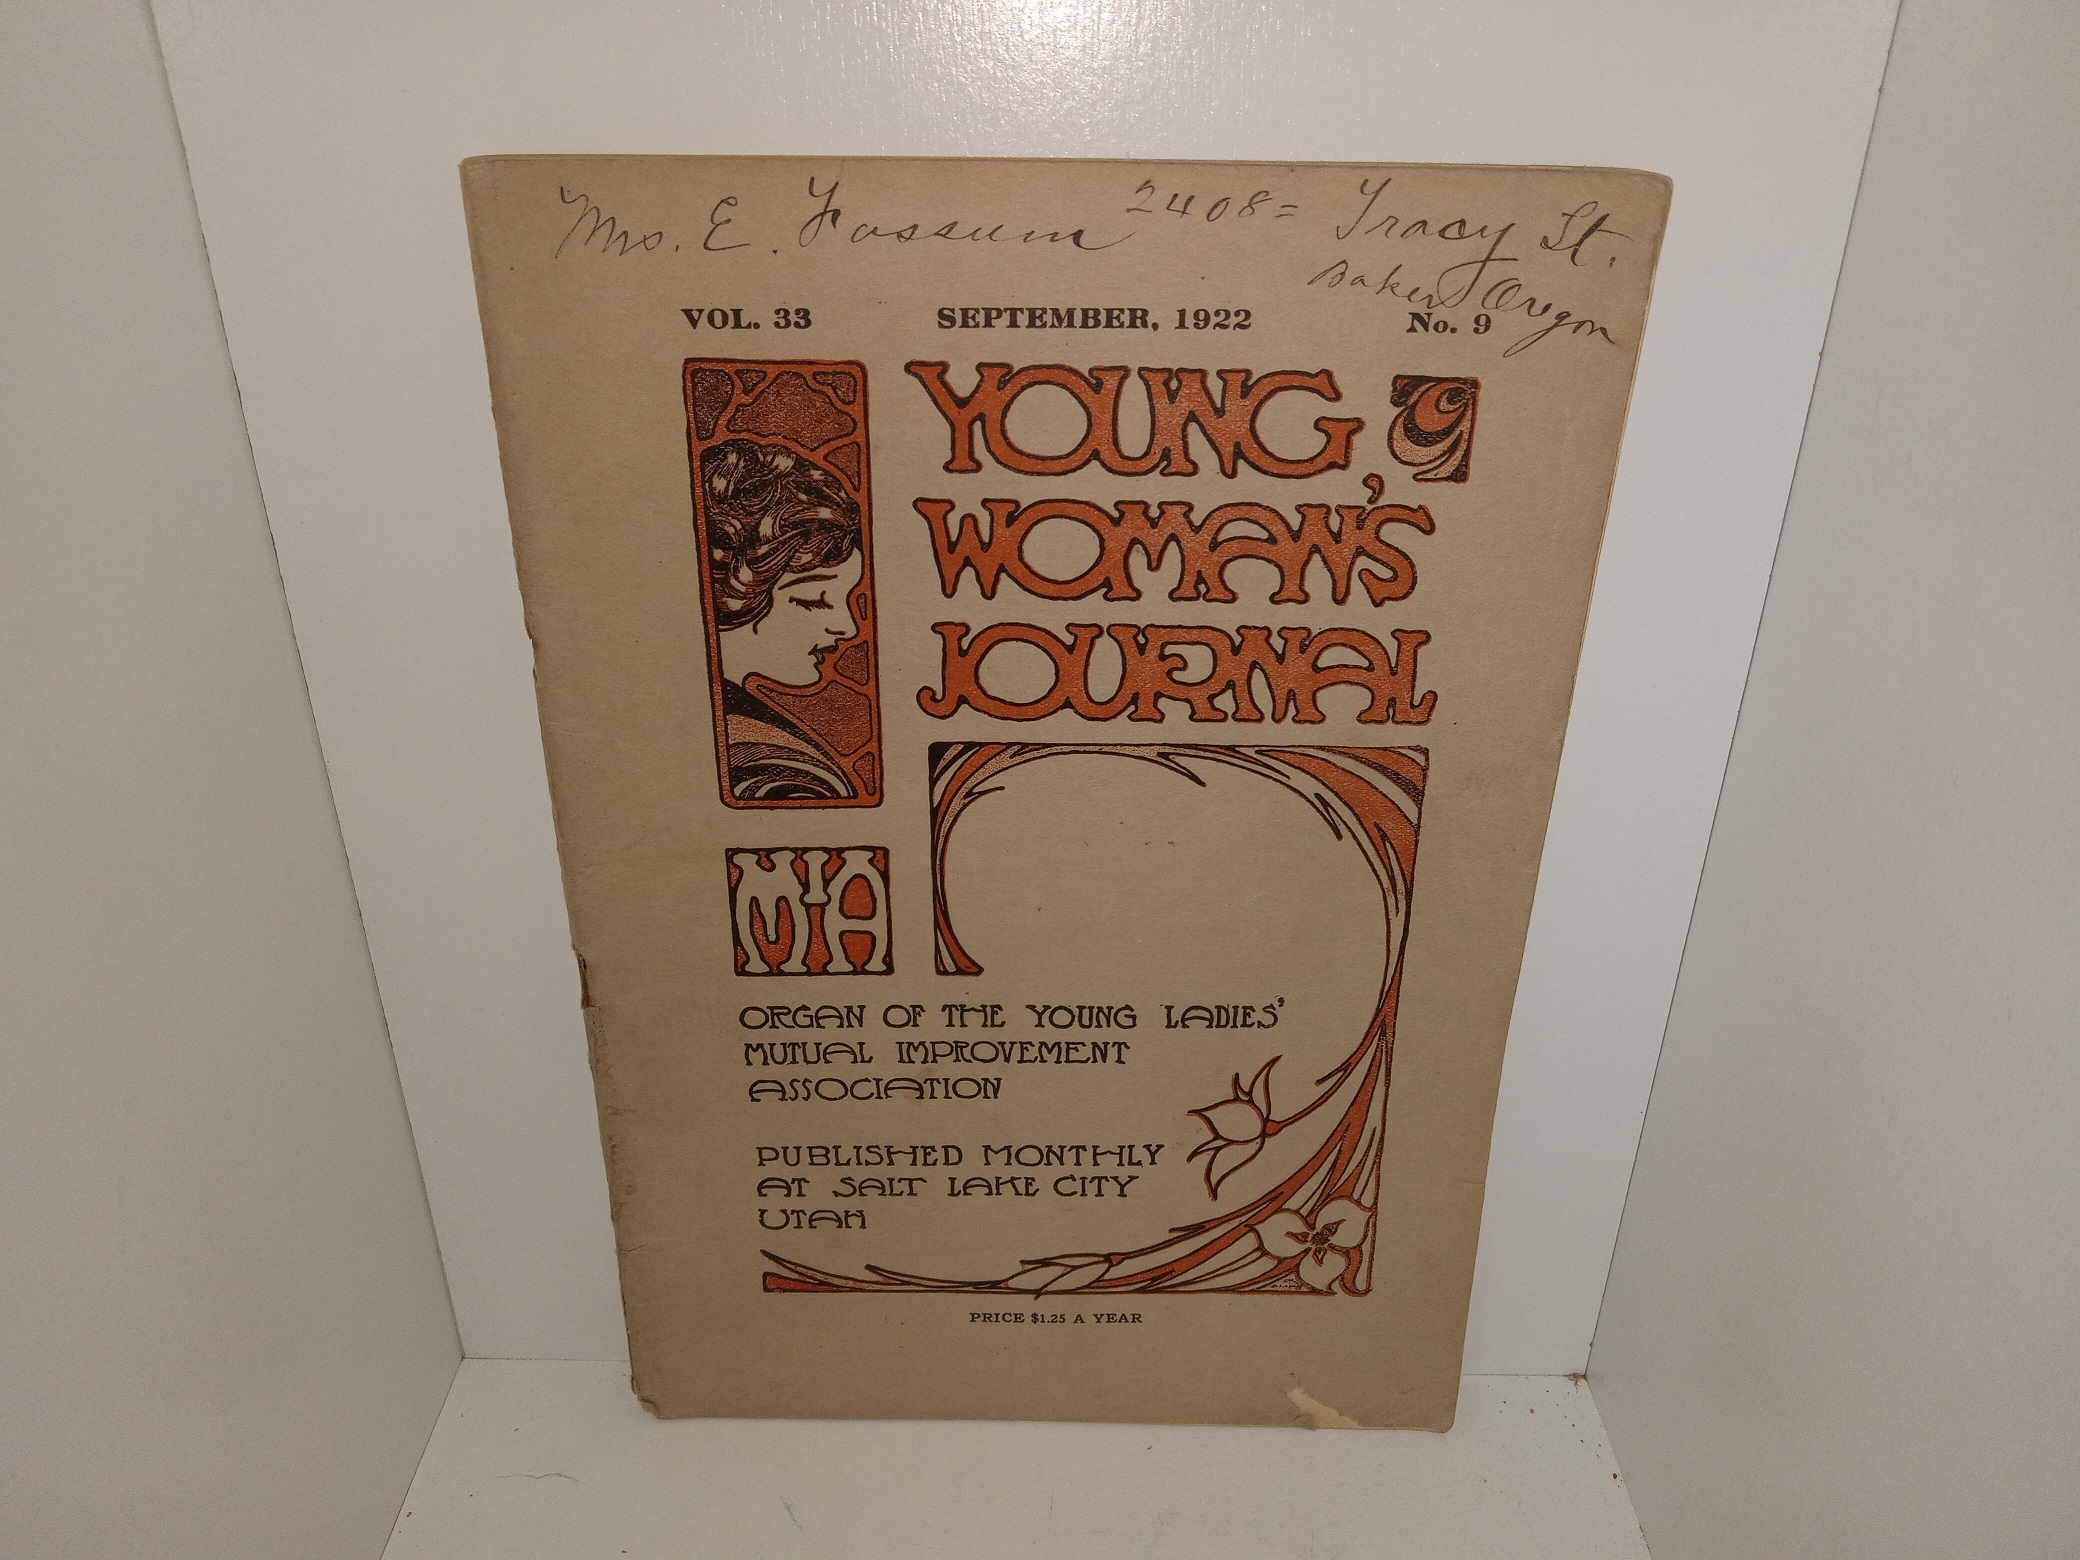 Mrs. E. Fossum 2408= Tracy St.
Baker Oregon
VOL. 33 SEPTEMBER, 1922 No. 9
YOUNG
WOMAN'S
JOURNAL
MIA
ORGAN OF THE YOUNG LADIES'
MUTUAL IMPROVEMENT
ASSOCIATION
PUBLISHED MONTHLY
AT SALT LAKE CITY
UTAH
PRICE $1.25 A YEAR